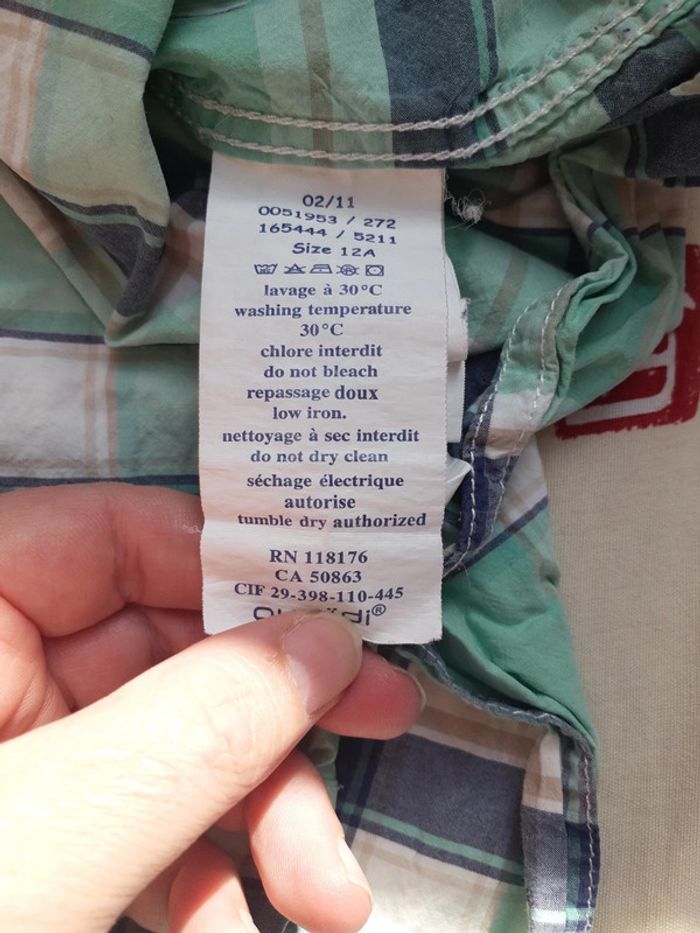 02/11
0051953 / 272
165444 / 5211
Size 12A
lavage à 30°C
washing temperature
30°C
chlore interdit
do not bleach
repassage doux
low iron.
nettoyage à sec interdit
do not dry clean
séchage électrique
autorise
tumble dry authorized
RN 118176
CA 50863
CIF 29-398-110-445